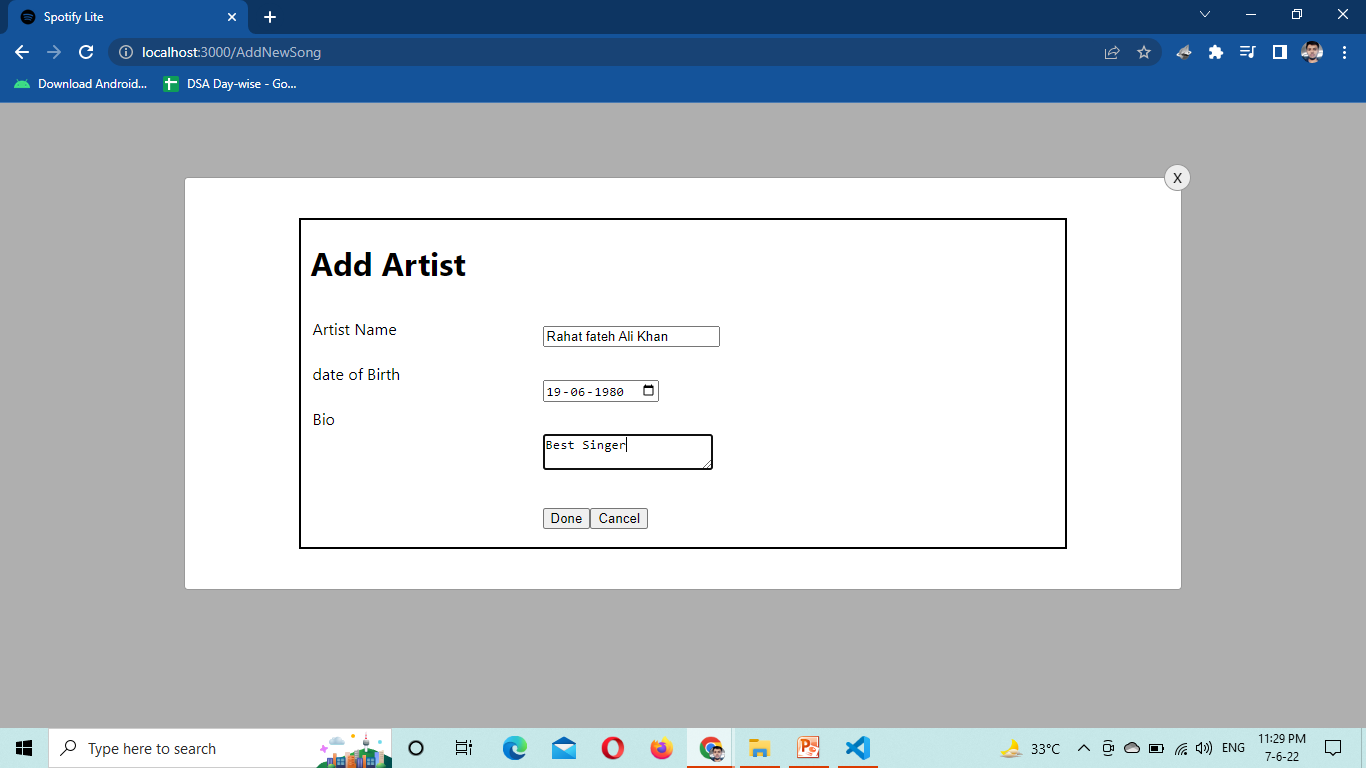 Spotify Lite
localhost:3000/AddNewSong
Download Android...
DSA Day-wise - Go...
X
Add Artist
Artist Name
Rahat fateh Ali Khan
date of Birth
19-06-1980
Bio
Best Singer
Done
Cancel
Type here to search
33°C
ENG
11:29 PM
7-6-22